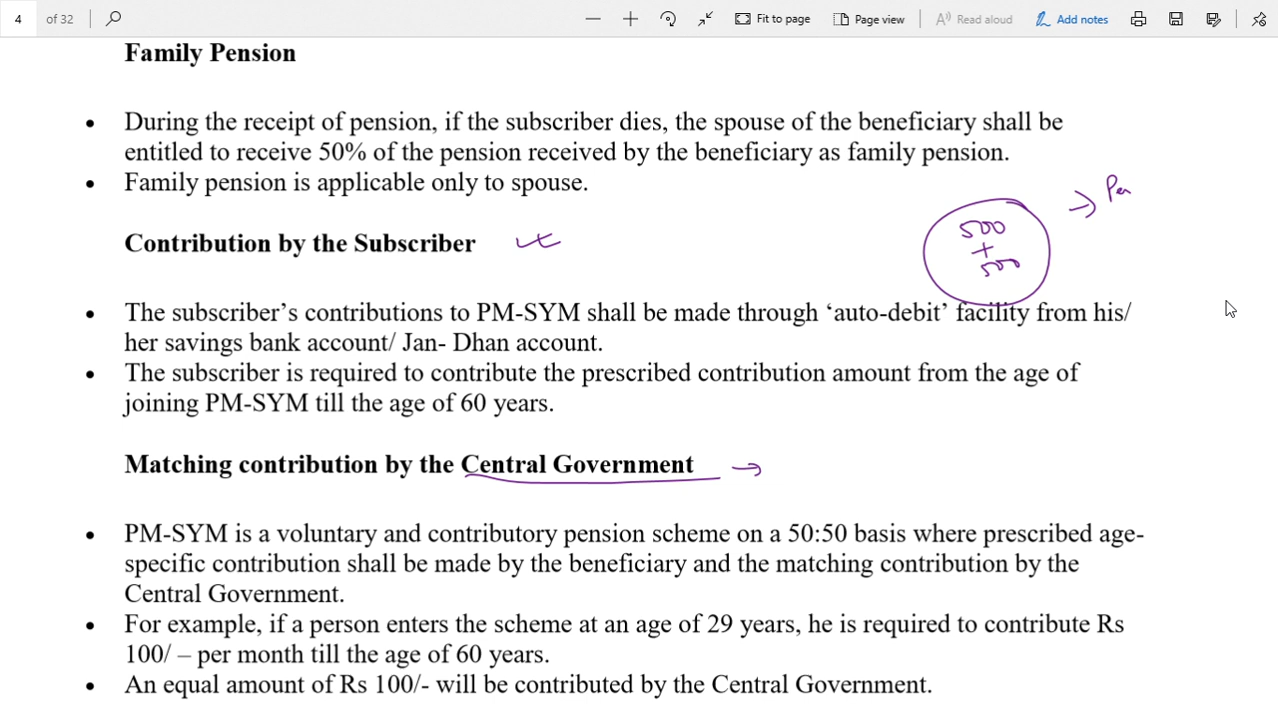 4 of 32 Fit to page Page view Read aloud Add notes
Family Pension
• During the receipt of pension, if the subscriber dies, the spouse of the beneficiary shall be
entitled to receive 50% of the pension received by the beneficiary as family pension.
• Family pension is applicable only to spouse.
Pen
500
+
500
Contribution by the Subscriber
• The subscriber’s contributions to PM-SYM shall be made through ‘auto-debit’ facility from his/
her savings bank account/ Jan- Dhan account.
• The subscriber is required to contribute the prescribed contribution amount from the age of
joining PM-SYM till the age of 60 years.
Matching contribution by the Central Government
• PM-SYM is a voluntary and contributory pension scheme on a 50:50 basis where prescribed age-
specific contribution shall be made by the beneficiary and the matching contribution by the
Central Government.
• For example, if a person enters the scheme at an age of 29 years, he is required to contribute Rs
100/ – per month till the age of 60 years.
• An equal amount of Rs 100/- will be contributed by the Central Government.